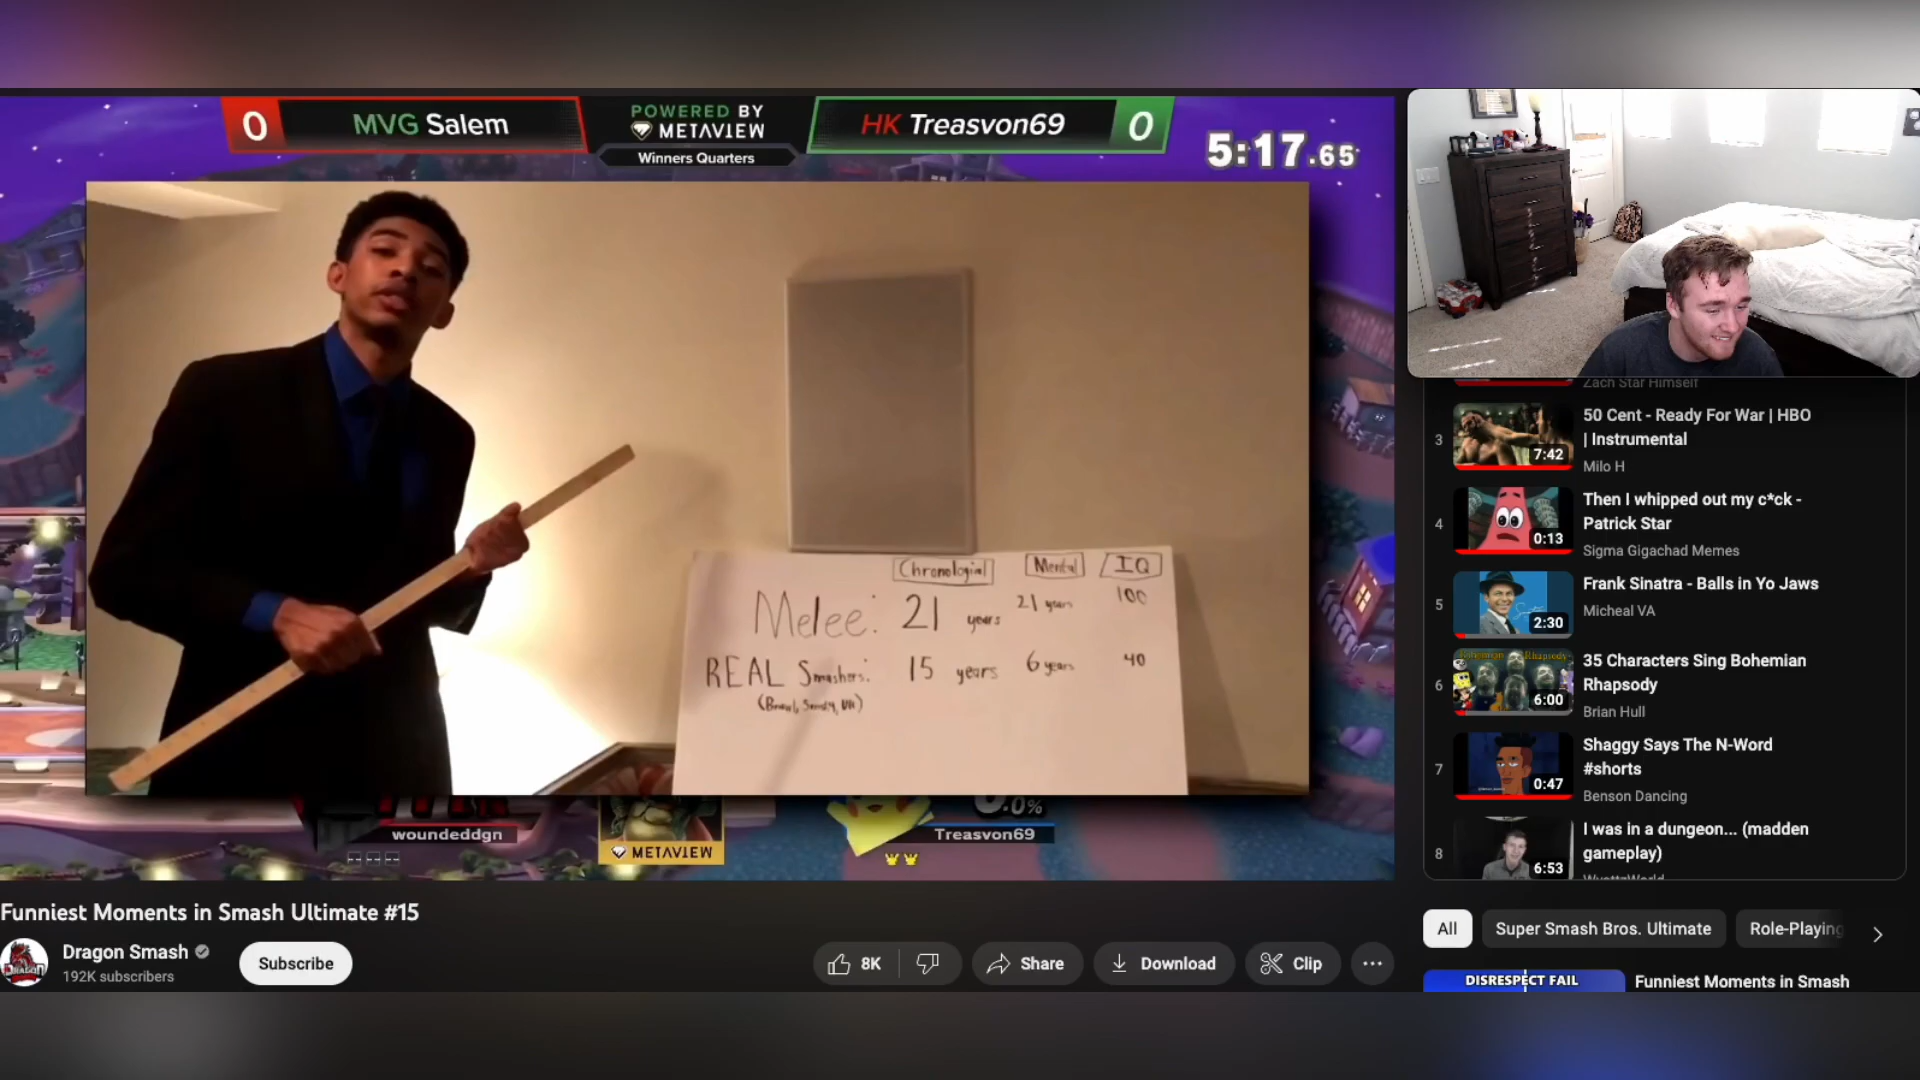 0
MVG Salem
POWERED BY
METAVIEW
Winners Quarters
HK Treasvon69
0
5:17.65
Chronological
Mental
IQ
Melee: 21 years 21 years 100
REAL Smashers: 15 years 6 years 40
woundeddgn
METAVIEW
.0%
Treasvon69
Funniest Moments in Smash Ultimate #15
Dragon Smash
192K subscribers
Subscribe
8K
Share
Download
Clip
Zach Star Himself
3
7:42
50 Cent - Ready For War | HBO
| Instrumental
Milo H
4
0:13
Then I whipped out my c*ck -
Patrick Star
Sigma Gigachad Memes
5
2:30
Frank Sinatra - Balls in Yo Jaws
Micheal VA
6
Bohemian Rhapsody
6:00
35 Characters Sing Bohemian
Rhapsody
Brian Hull
7
0:47
Shaggy Says The N-Word
#shorts
Benson Dancing
8
6:53
I was in a dungeon... (madden
gameplay)
All
Super Smash Bros. Ultimate
Role-Playing
DISRESPECT FAIL
Funniest Moments in Smash